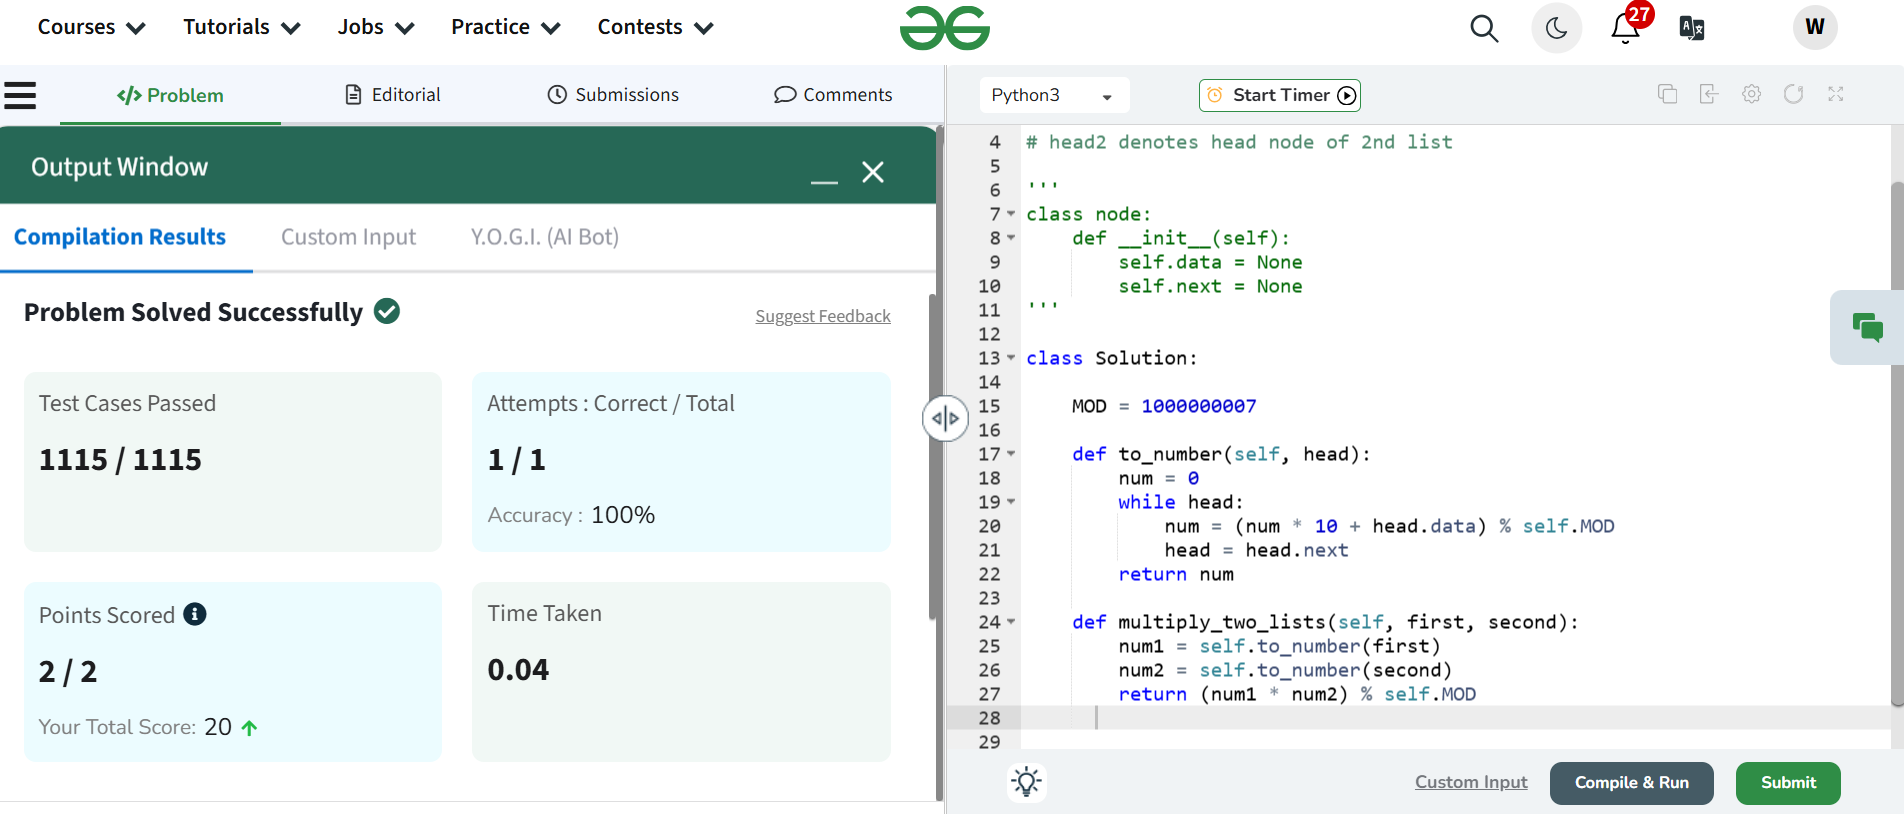 Courses Tutorials Jobs Practice Contests 27 W
Problem Editorial Submissions Comments
Output Window
Compilation Results Custom Input Y.O.G.I. (AI Bot)
Problem Solved Successfully
Suggest Feedback
Test Cases Passed
1115 / 1115
Attempts : Correct / Total
1 / 1
Accuracy : 100%
Points Scored
2 / 2
Your Total Score: 20
Time Taken
0.04
Python3 Start Timer
4 # head2 denotes head node of 2nd list
5
6 '''
7 class node:
8     def __init__(self):
9         self.data = None
10         self.next = None
11 '''
12
13 class Solution:
14
15     MOD = 1000000007
16
17     def to_number(self, head):
18         num = 0
19         while head:
20             num = (num * 10 + head.data) % self.MOD
21             head = head.next
22         return num
23
24     def multiply_two_lists(self, first, second):
25         num1 = self.to_number(first)
26         num2 = self.to_number(second)
27         return (num1 * num2) % self.MOD
28
29
Custom Input Compile & Run Submit